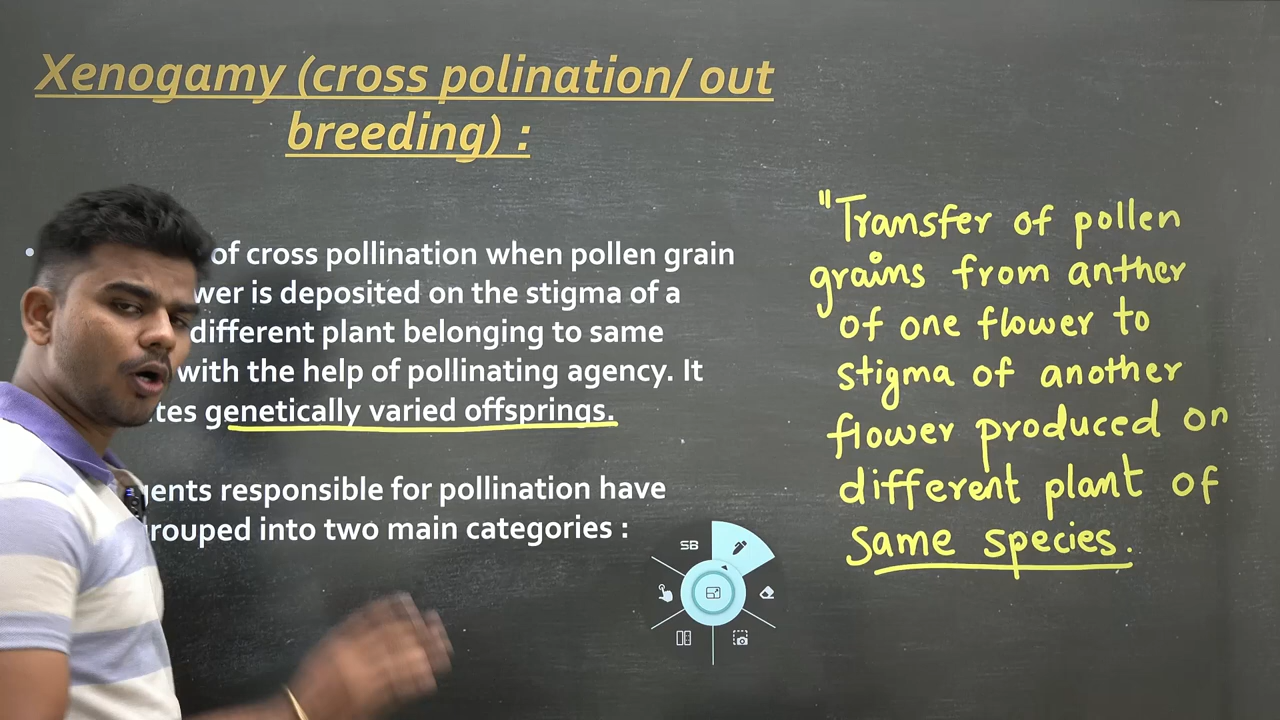 Xenogamy (cross polination/ out
breeding) :
of cross pollination when pollen grain
wer is deposited on the stigma of a
different plant belonging to same
with the help of pollinating agency. It
tes genetically varied offsprings.
gents responsible for pollination have
rouped into two main categories :
"Transfer of pollen
grains from anther
of one flower to
stigma of another
flower produced on
different plant of
same species.
SB